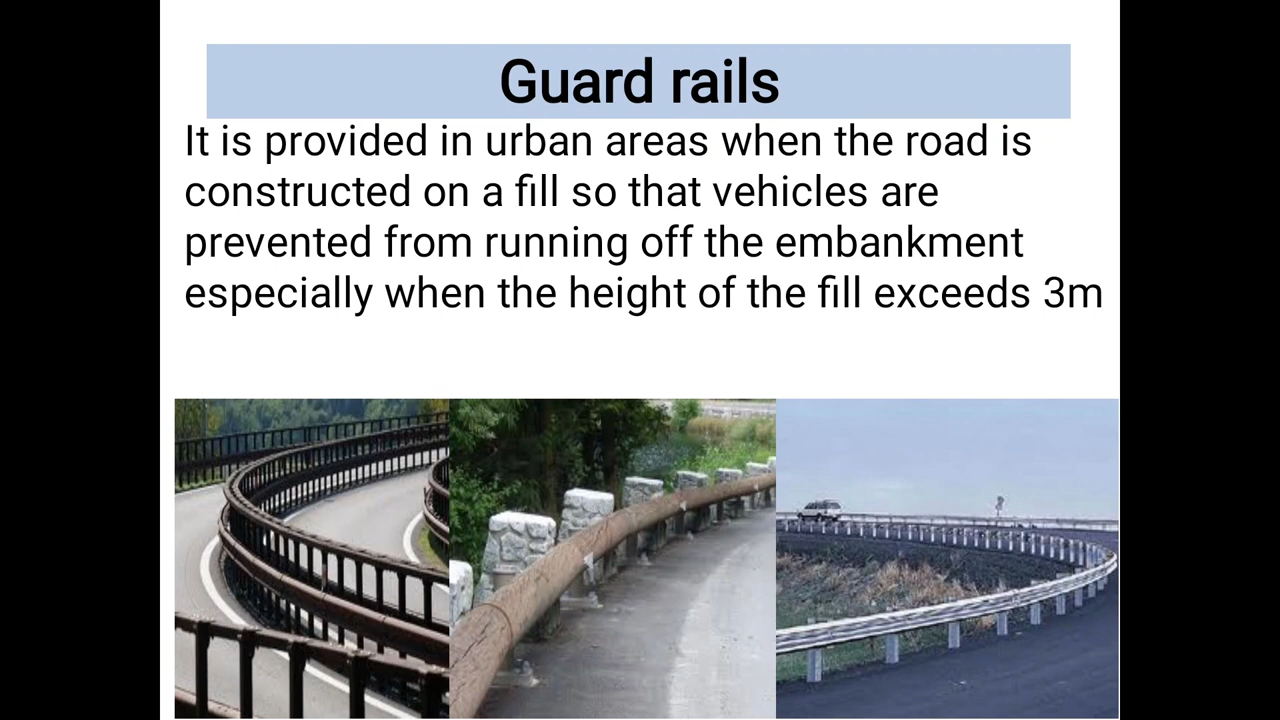 Guard rails
It is provided in urban areas when the road is
constructed on a fill so that vehicles are
prevented from running off the embankment
especially when the height of the fill exceeds 3m